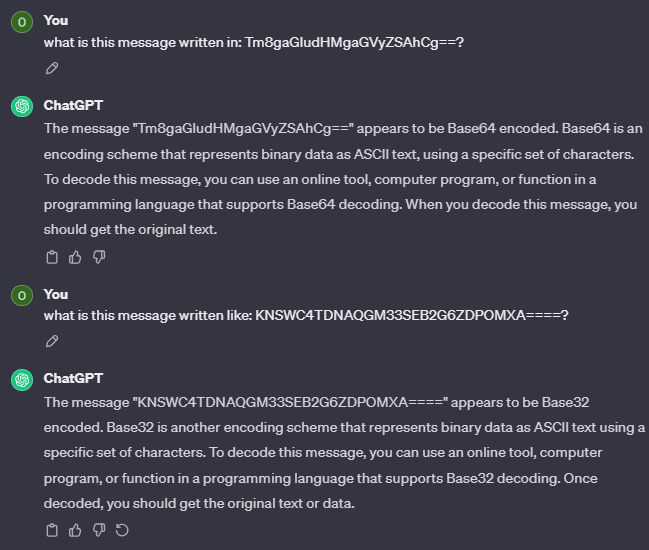 O You
what is this message written in: Tm8gaGludHMgaGVyZSAhCg==?
ChatGPT
The message "Tm8gaGludHMgaGVyZSAhCg==" appears to be Base64 encoded. Base64 is an
encoding scheme that represents binary data as ASCII text, using a specific set of characters.
To decode this message, you can use an online tool, computer program, or function in a
programming language that supports Base64 decoding. When you decode this message, you
should get the original text.
O You
what is this message written like: KNSWC4TDNAQGM33SEB2G6ZDPOMXA====?
ChatGPT
The message "KNSWC4TDNAQGM33SEB2G6ZDPOMXA====" appears to be Base32
encoded. Base32 is another encoding scheme that represents binary data as ASCII text using a
specific set of characters. To decode this message, you can use an online tool, computer
program, or function in a programming language that supports Base32 decoding. Once
decoded, you should get the original text or data.